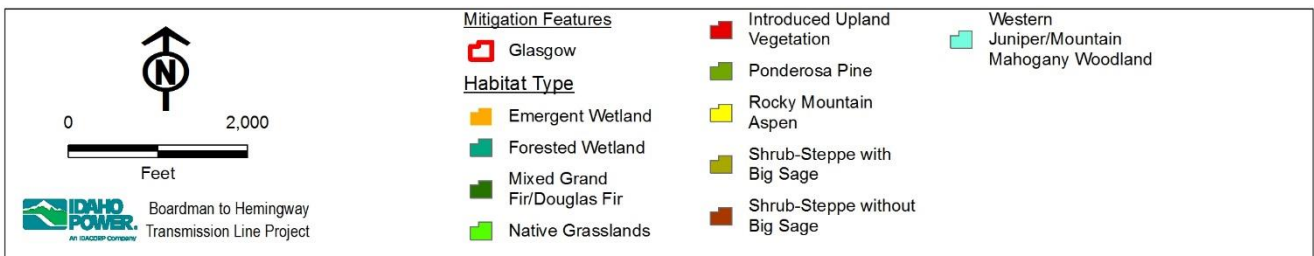 N
0 2,000
Feet
IDAHO
POWER.
An IDACORP Company
Boardman to Hemingway
Transmission Line Project
Mitigation Features
Glasgow
Habitat Type
Emergent Wetland
Forested Wetland
Mixed Grand
Fir/Douglas Fir
Native Grasslands
Introduced Upland
Vegetation
Ponderosa Pine
Rocky Mountain
Aspen
Shrub-Steppe with
Big Sage
Shrub-Steppe without
Big Sage
Western
Juniper/Mountain
Mahogany Woodland